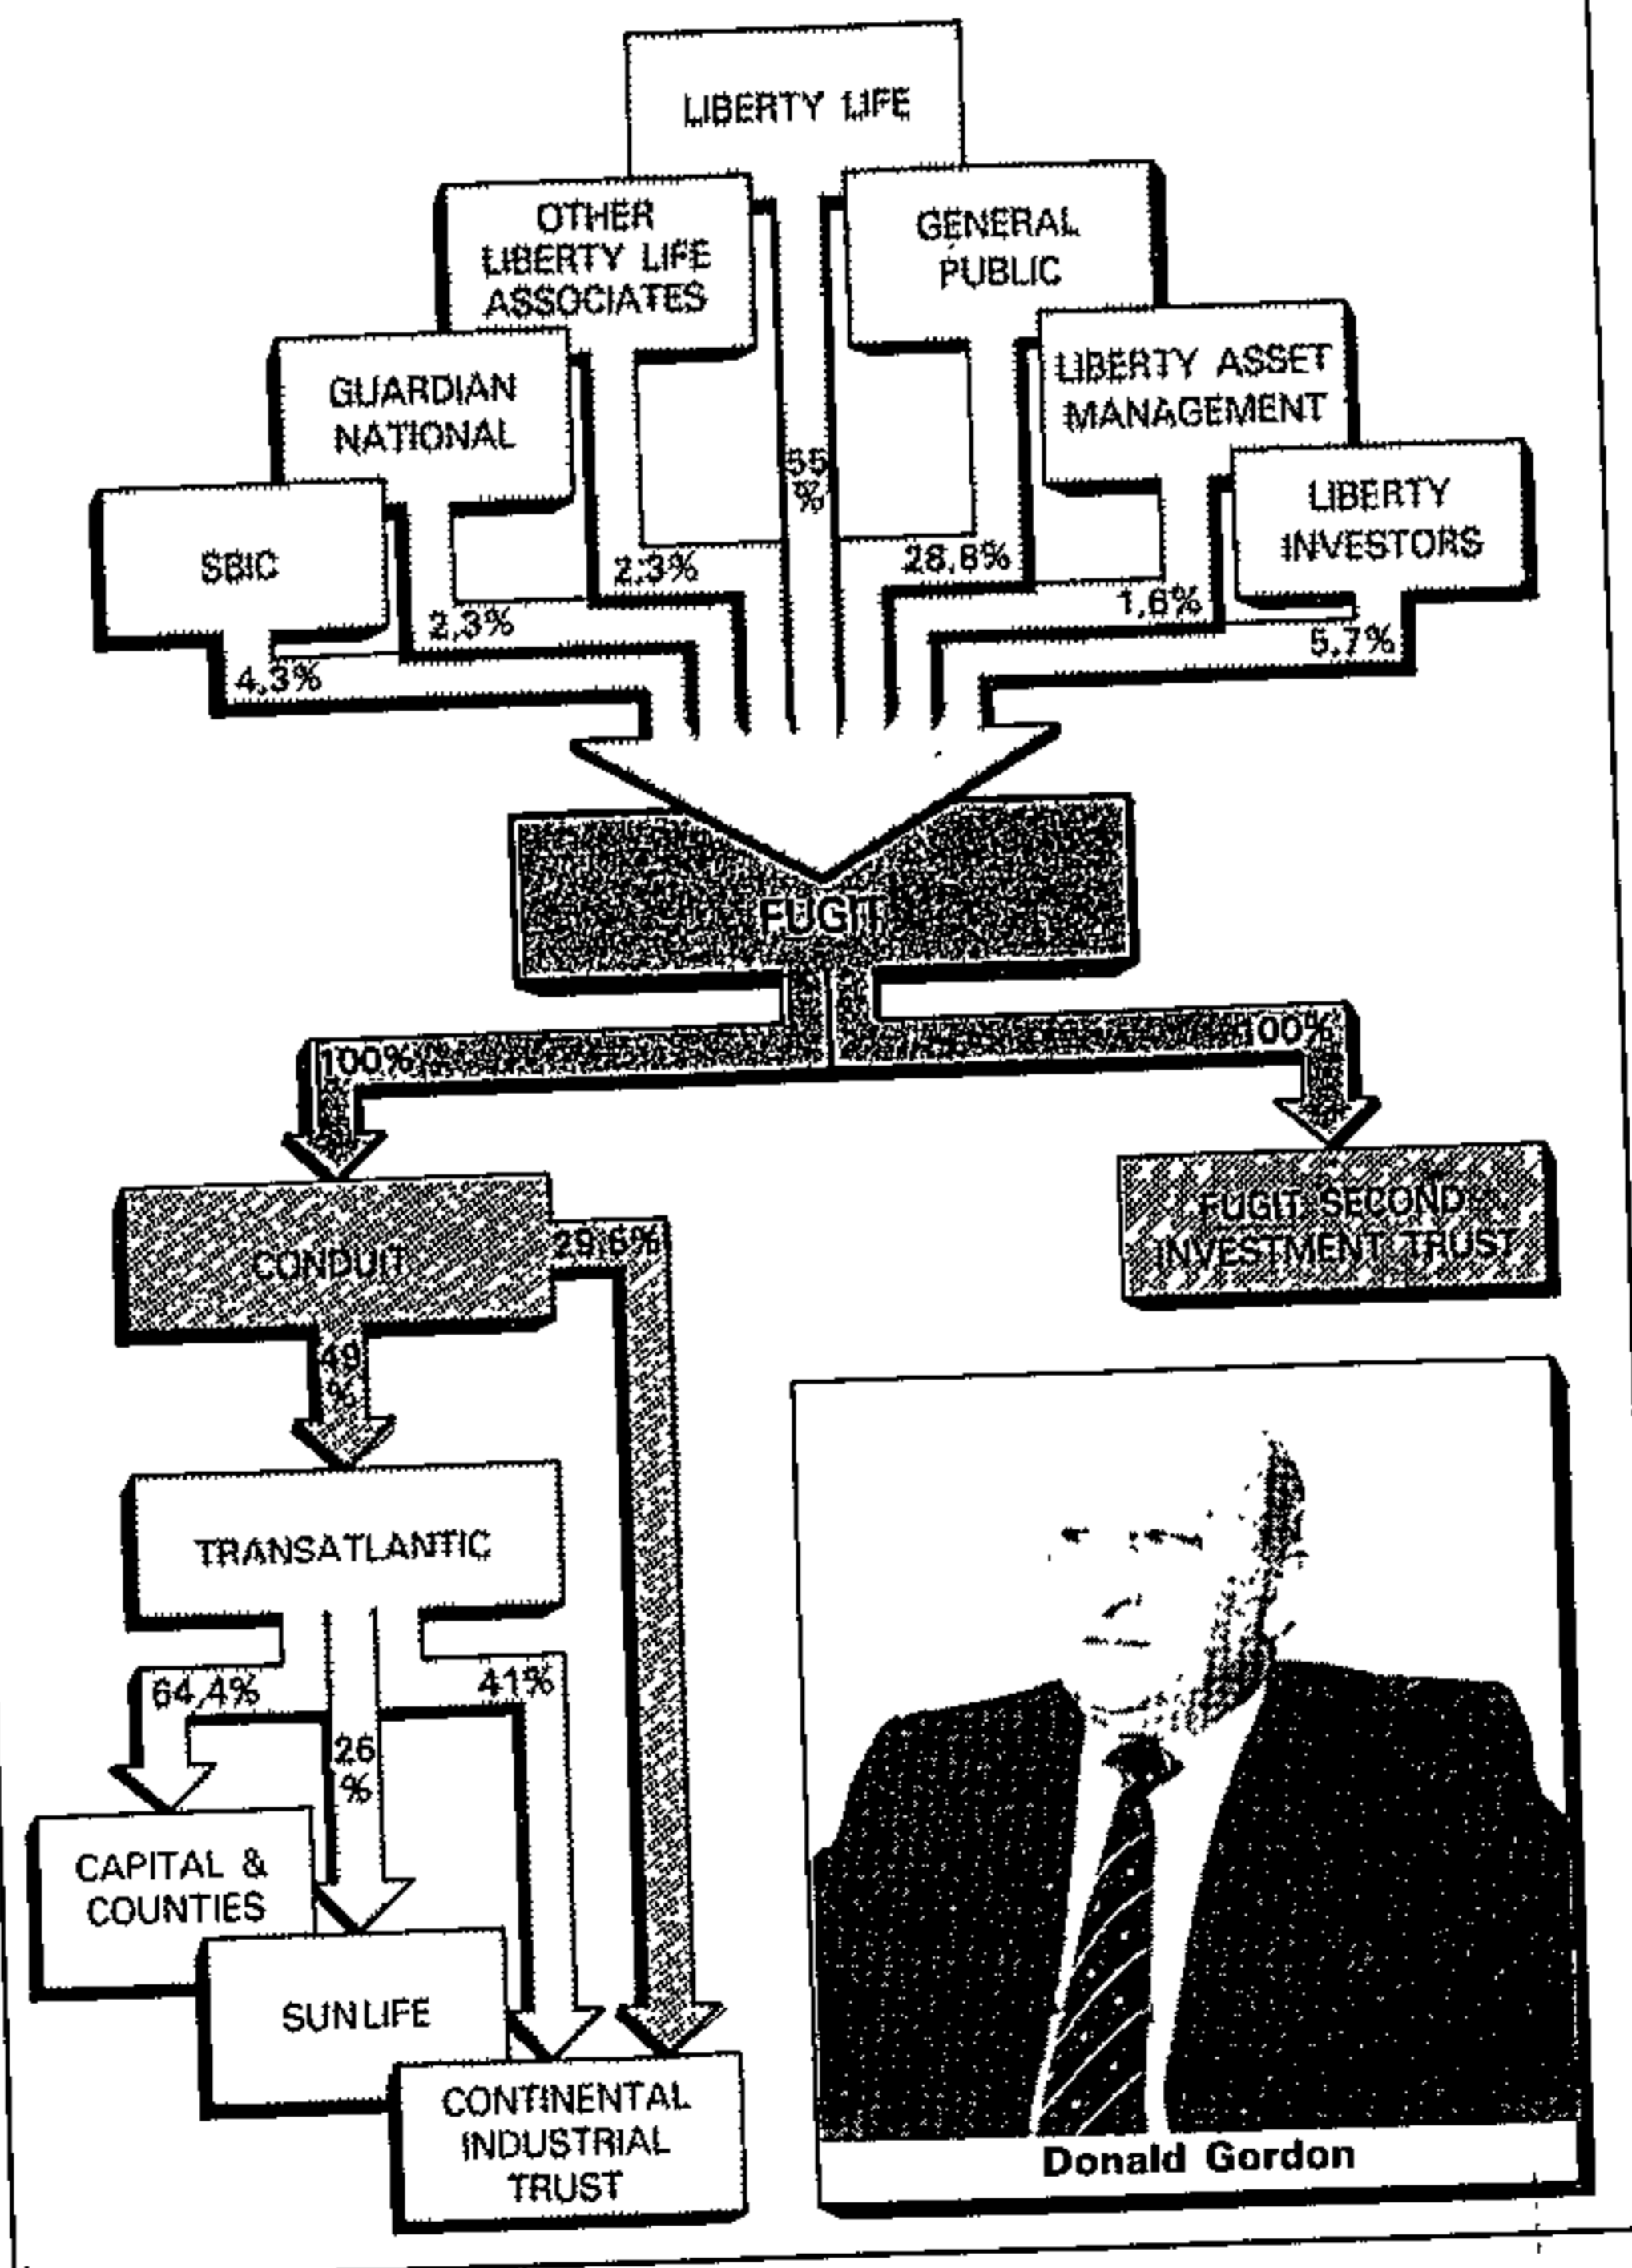 LIBERTY LIFE
OTHER
LIBERTY LIFE
ASSOCIATES
GENERAL
PUBLIC
GUARDIAN
NATIONAL
LIBERTY ASSET
MANAGEMENT
SBIC
LIBERTY
INVESTORS
55
%
4,3%
2,3%
2,3%
28,8%
1,6%
5,7%
FUGIT
100%
100%
CONDUIT
29,6%
FUGIT SECOND
INVESTMENT TRUST
49
%
TRANSATLANTIC
64,4%
26
%
41%
CAPITAL &
COUNTIES
SUN LIFE
CONTINENTAL
INDUSTRIAL
TRUST
Donald Gordon